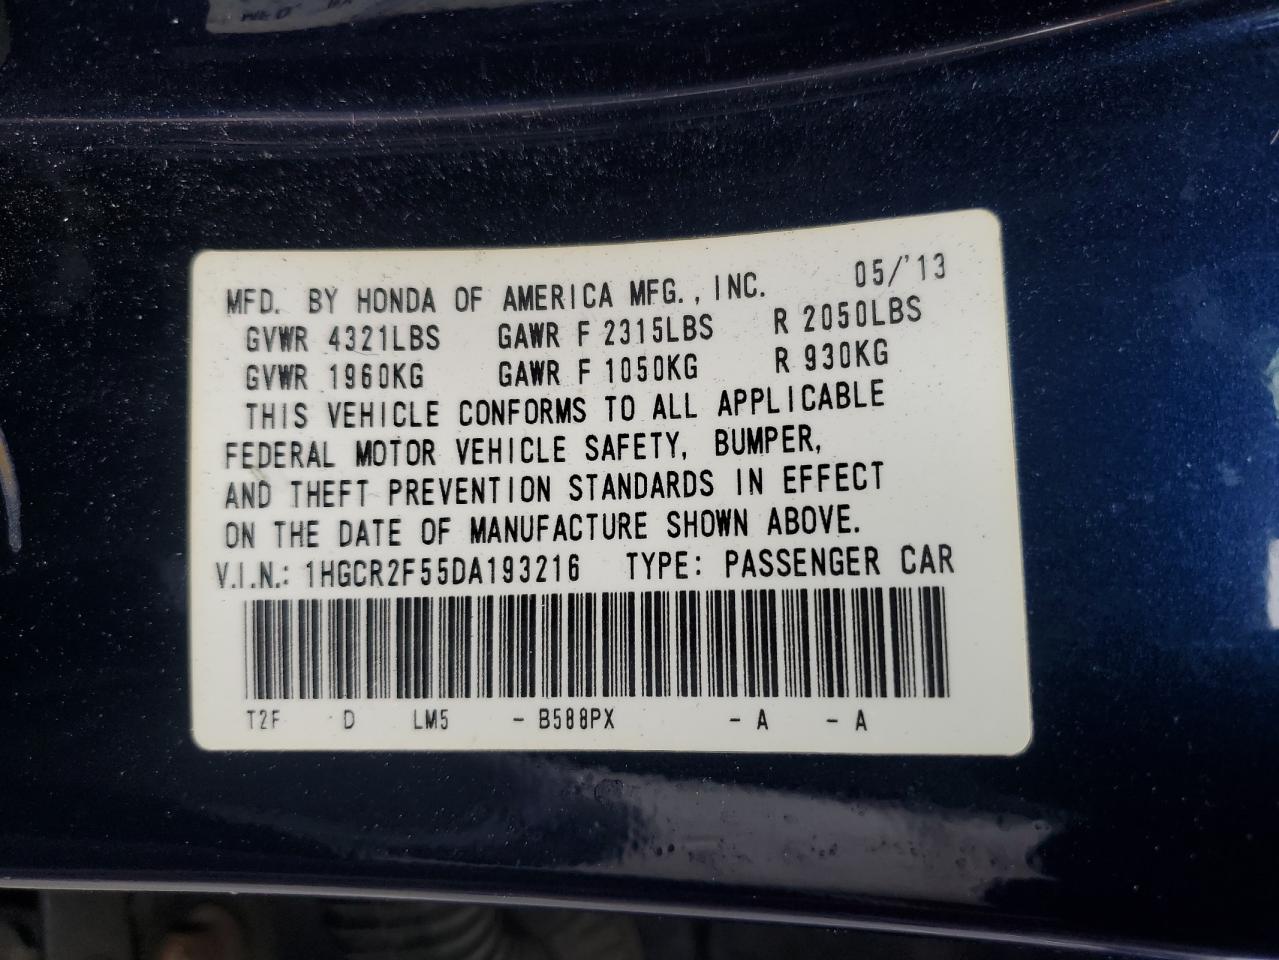 MFD. BY HONDA OF AMERICA MFG., INC. 05/'13
GVWR 4321LBS GAWR F 2315LBS R 2050LBS
GVWR 1960KG GAWR F 1050KG R 930KG
THIS VEHICLE CONFORMS TO ALL APPLICABLE
FEDERAL MOTOR VEHICLE SAFETY, BUMPER,
AND THEFT PREVENTION STANDARDS IN EFFECT
ON THE DATE OF MANUFACTURE SHOWN ABOVE.
V.I.N.: 1HGCR2F55DA193216 TYPE: PASSENGER CAR
T2F D LM5 - B588PX - A - A